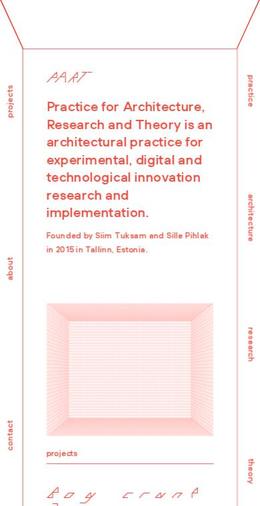 PART
Practice for Architecture,
Research and Theory is an
architectural practice for
experimental, digital and
technological innovation
research and
implementation.
Founded by Siim Tuksam and Sille Pihlak
in 2015 in Tallinn, Estonia.
projects
about
contact
practice
architecture
research
theory
projects